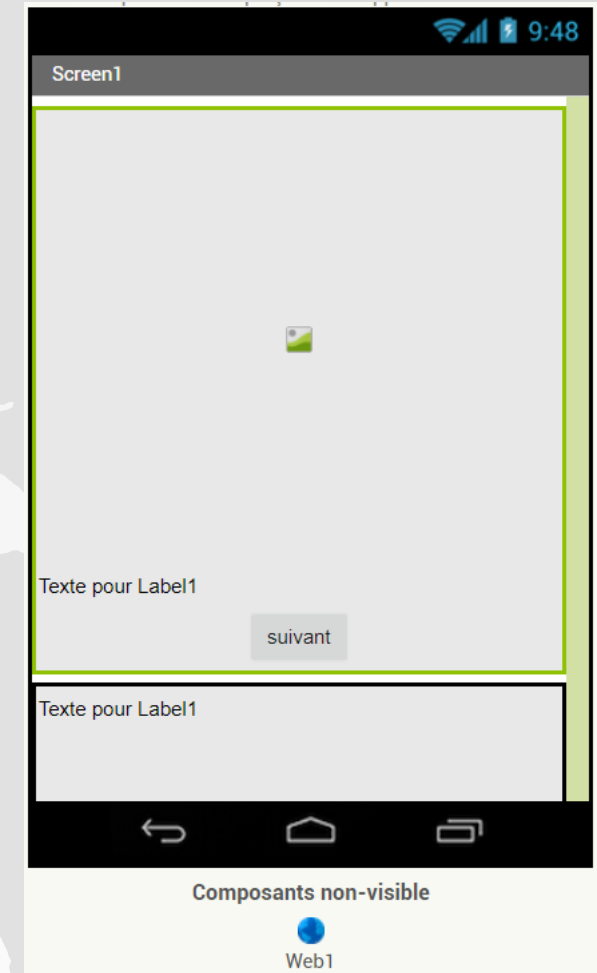 9:48
Screen1
Texte pour Label1
suivant
Texte pour Label1
Composants non-visible
Web1